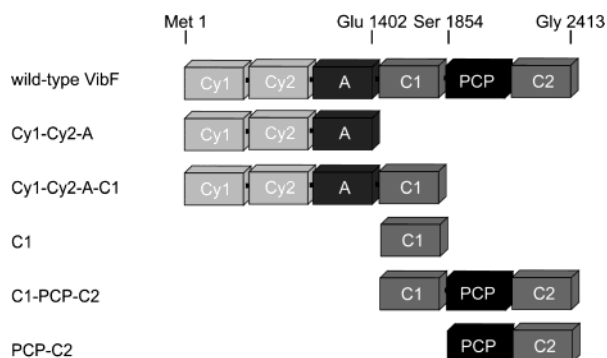 Met 1 Glu 1402 Ser 1854 Gly 2413
wild-type VibF Cy1 Cy2 A C1 PCP C2
Cy1-Cy2-A Cy1 Cy2 A
Cy1-Cy2-A-C1 Cy1 Cy2 A C1
C1 C1
C1-PCP-C2 C1 PCP C2
PCP-C2 PCP C2